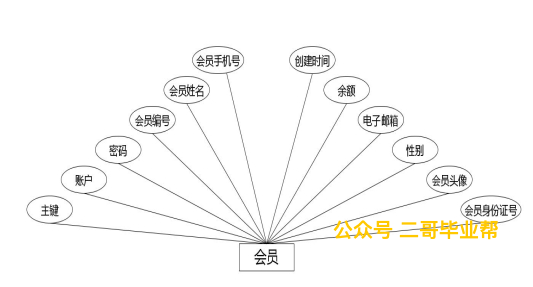 会员手机号
创建时间
会员姓名
余额
会员编号
电子邮箱
密码
性别
账户
会员头像
主键
会员身份证号
公众号 二哥毕业帮
会员